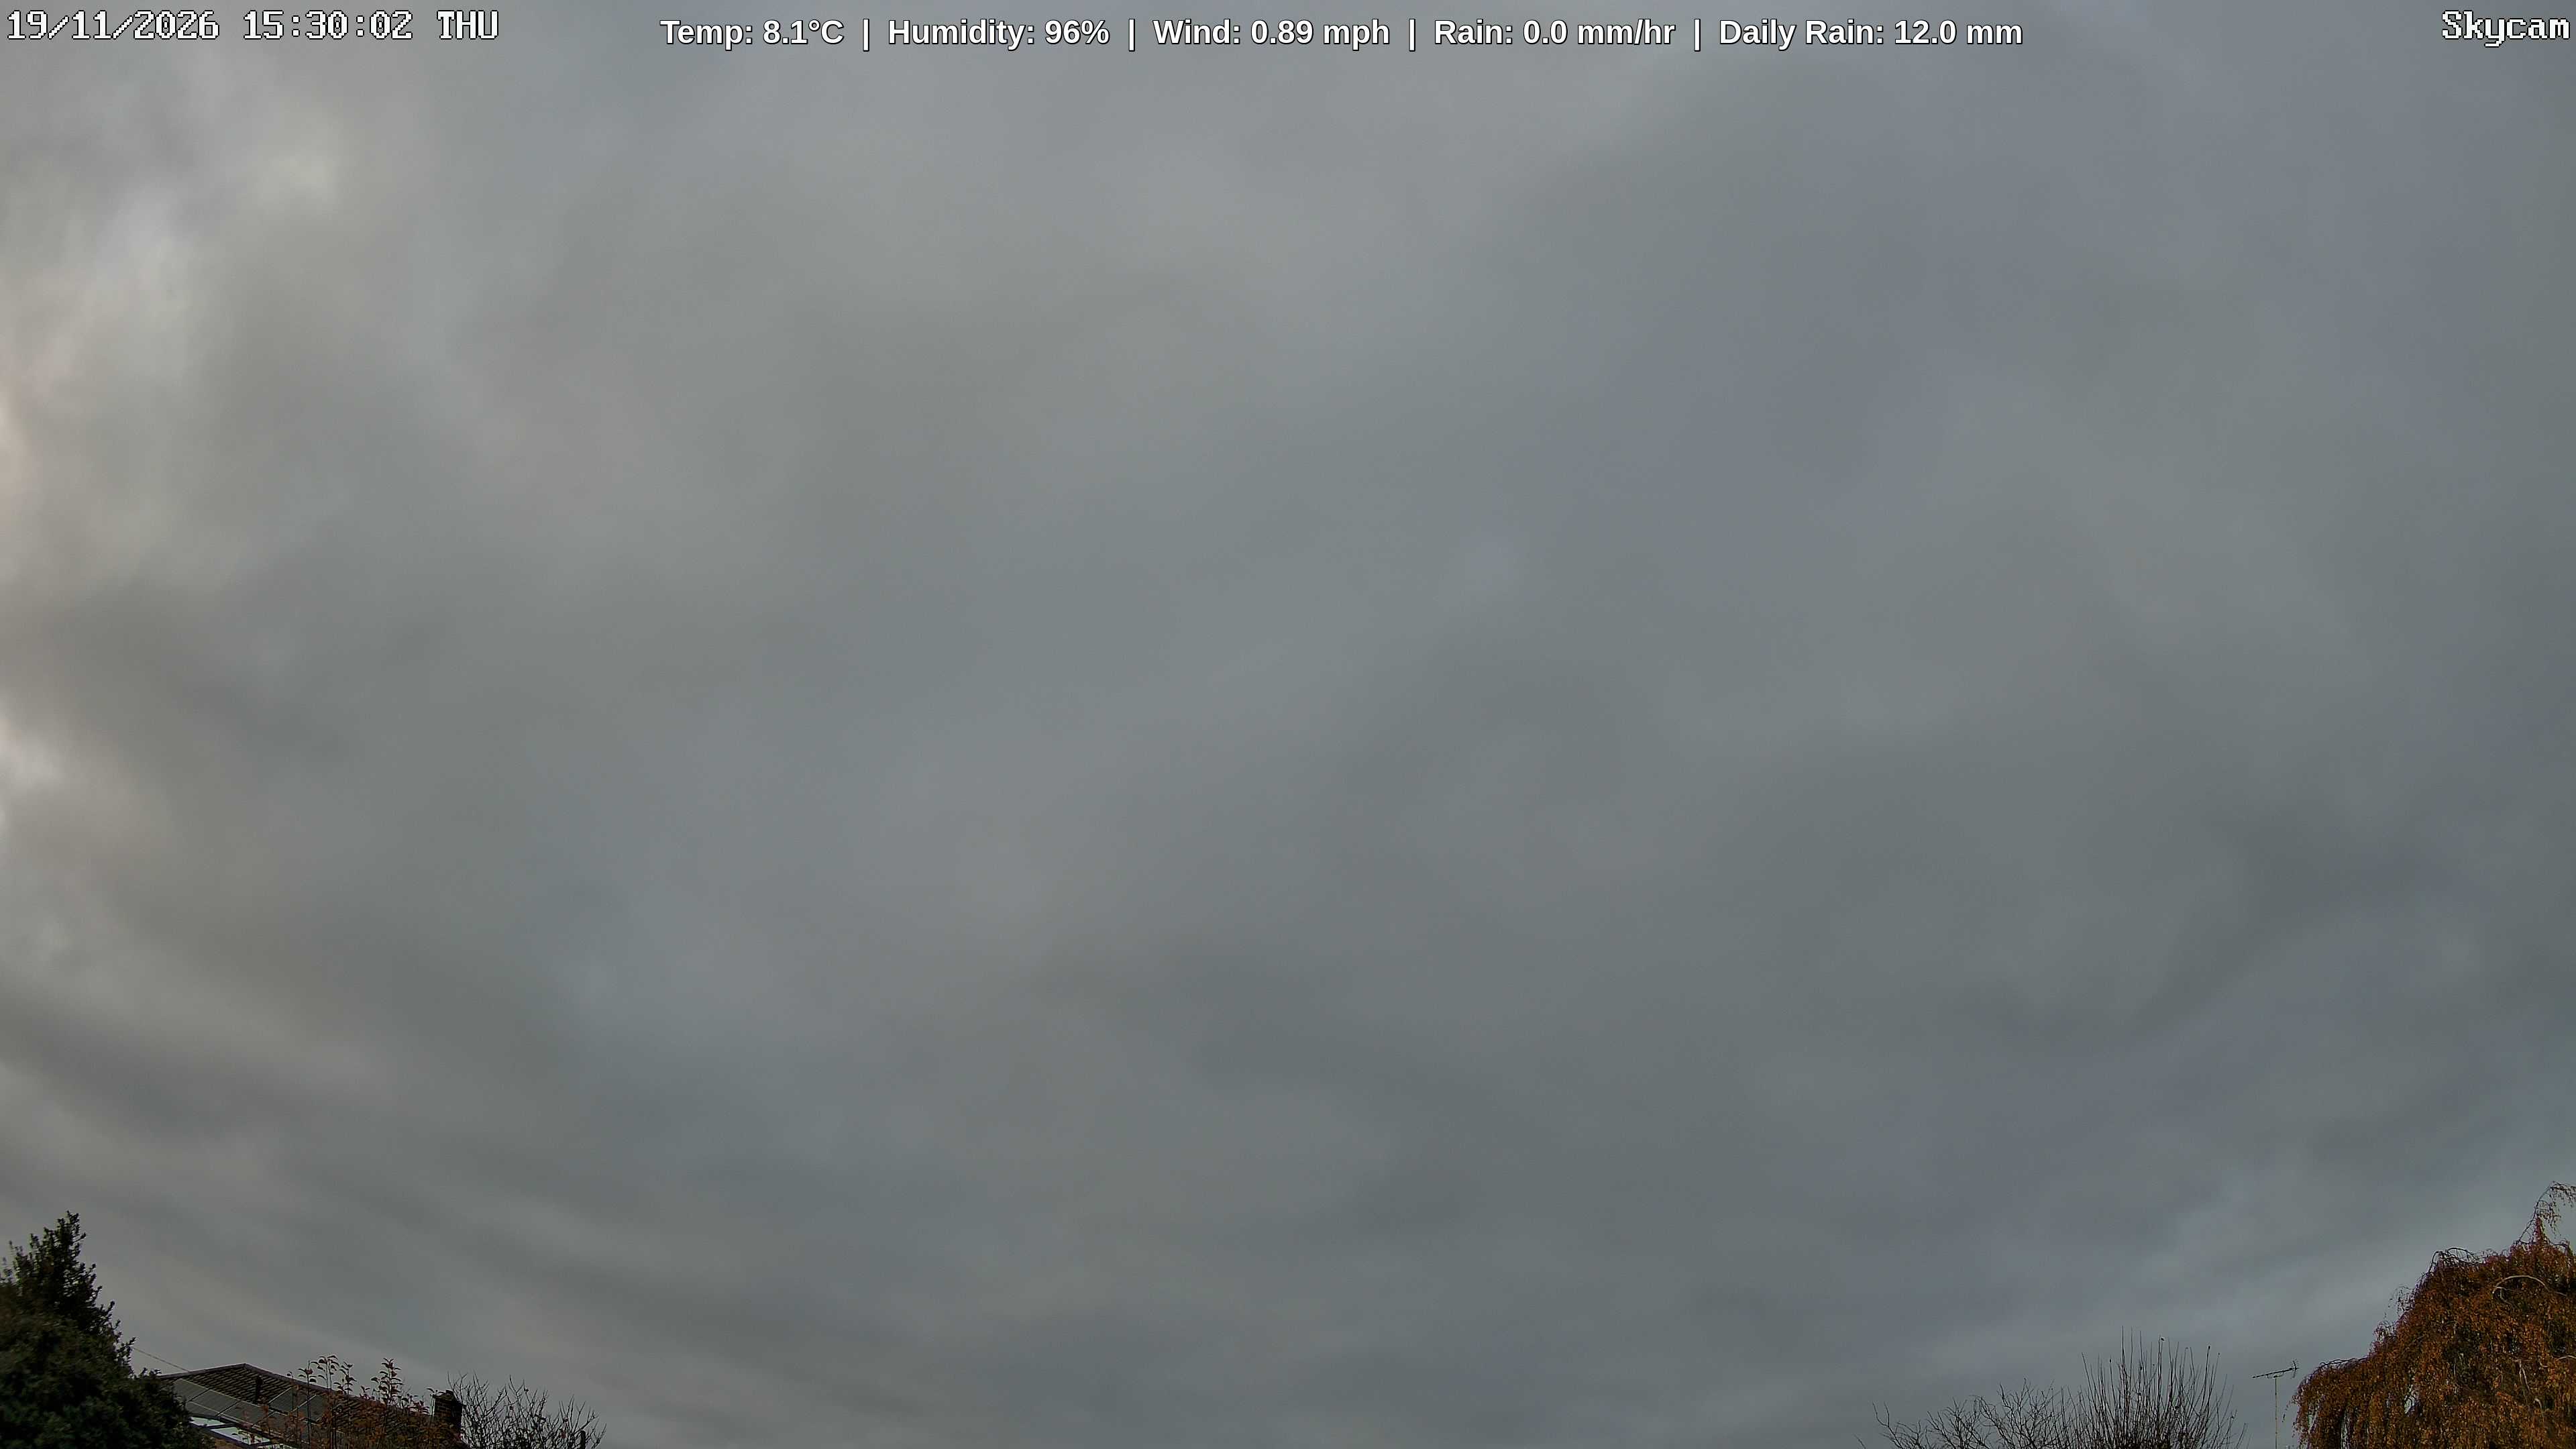 19/11/2026 15:30:02 THU
Temp: 8.1°C | Humidity: 96% | Wind: 0.89 mph | Rain: 0.0 mm/hr | Daily Rain: 12.0 mm
Skycam